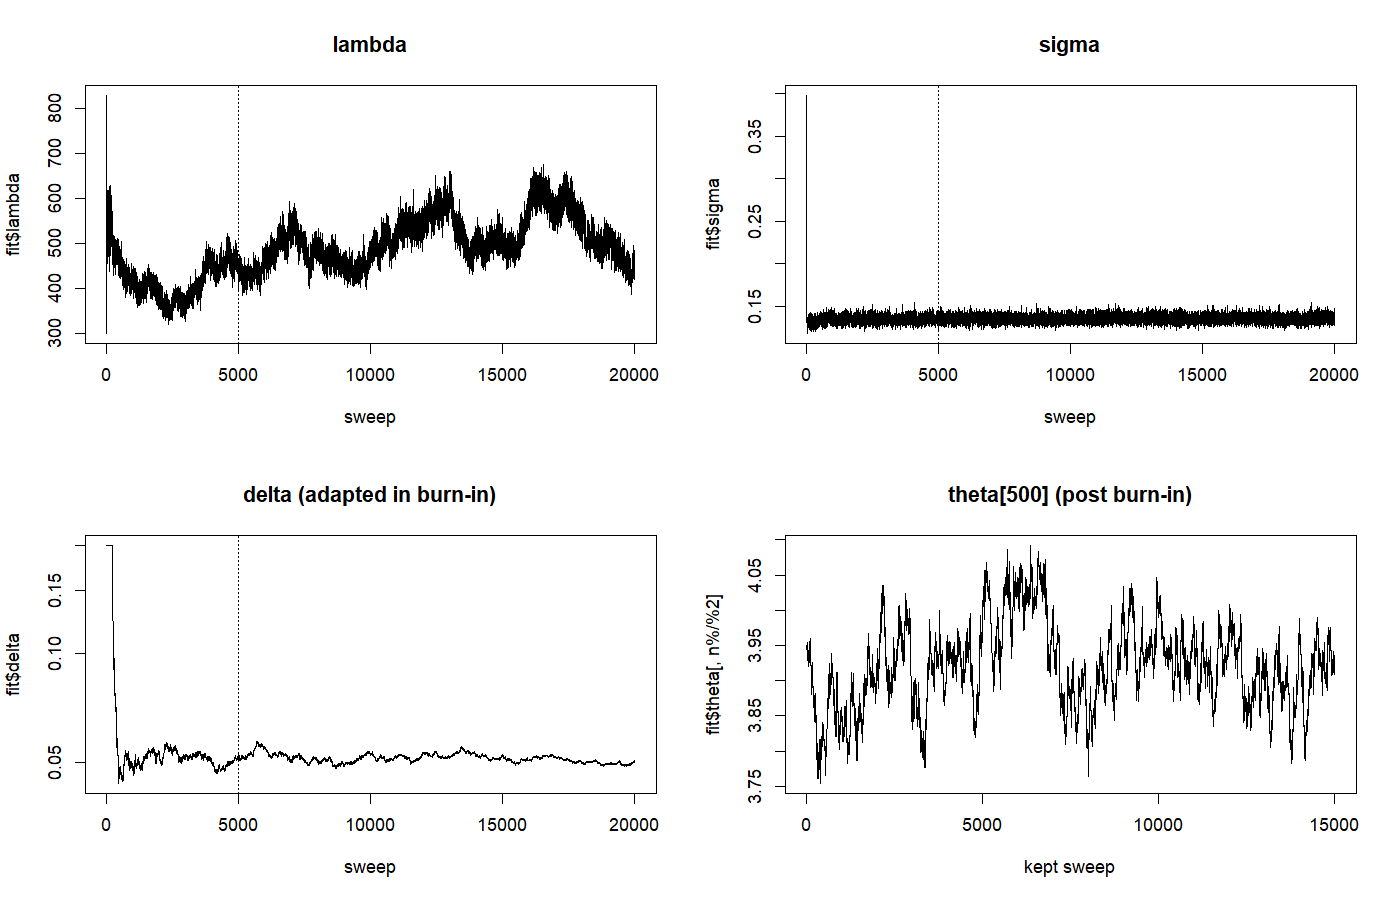 lambda
fit$lambda
300 400 500 600 700 800
0 5000 10000 15000 20000
sweep
sigma
fit$sigma
0.15 0.25 0.35
0 5000 10000 15000 20000
sweep
delta (adapted in burn-in)
fit$delta
0.05 0.10 0.15
0 5000 10000 15000 20000
sweep
theta[500] (post burn-in)
fit$theta[, n%/%2]
3.75 3.85 3.95 4.05
0 5000 10000 15000
kept sweep